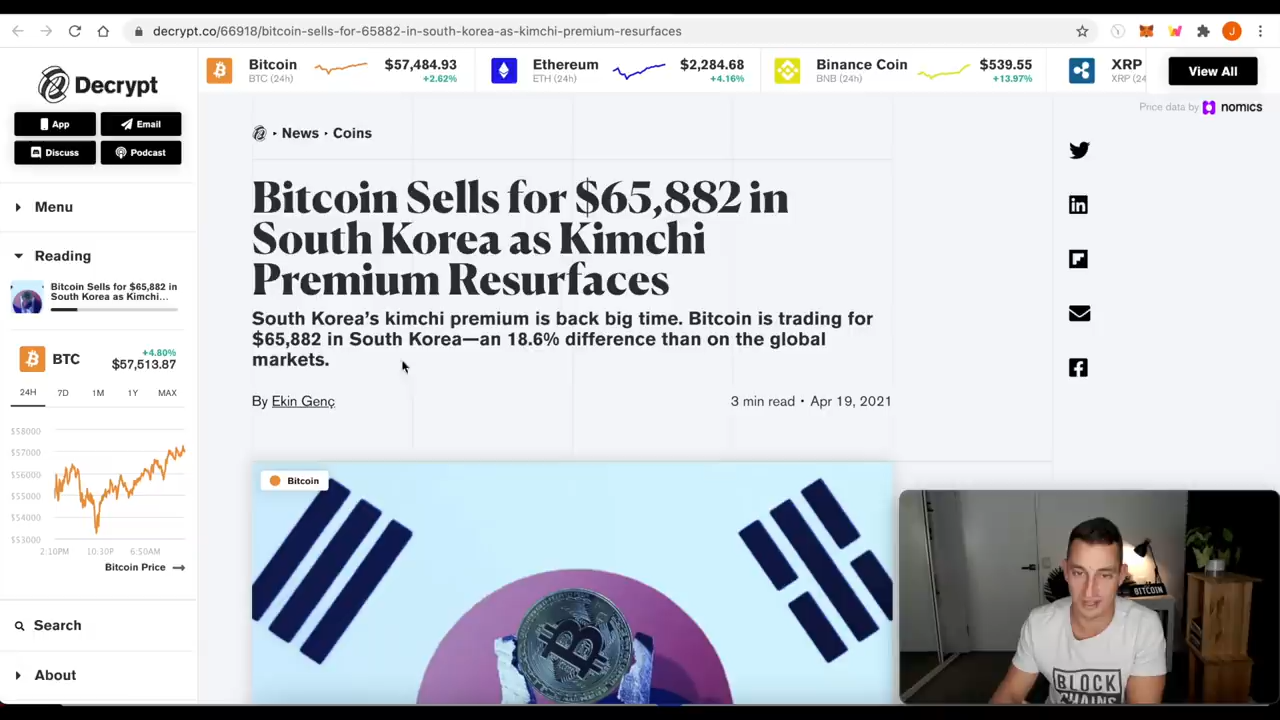 decrypt.co/66918/bitcoin-sells-for-65882-in-south-korea-as-kimchi-premium-resurfaces
J
Decrypt
App
Email
Discuss
Podcast
Menu
Reading
Bitcoin Sells for $65,882 in
South Korea as Kimchi...
BTC
+4.80%
$57,513.87
24H 7D 1M 1Y MAX
$58000
$57000
$56000
$55000
$54000
$53000
2:10PM 10:30P 6:50AM
Bitcoin Price
Search
About
Bitcoin $57,484.93
BTC (24h) +2.62%
Ethereum $2,284.68
ETH (24h) +4.16%
Binance Coin $539.55
BNB (24h) +13.97%
XRP
XRP (24
View All
Price data by nomics
News · Coins
Bitcoin Sells for $65,882 in
South Korea as Kimchi
Premium Resurfaces
South Korea’s kimchi premium is back big time. Bitcoin is trading for
$65,882 in South Korea—an 18.6% difference than on the global
markets.
By Ekin Genç
3 min read • Apr 19, 2021
Bitcoin
BITCOIN
BLOCK
CHAINS